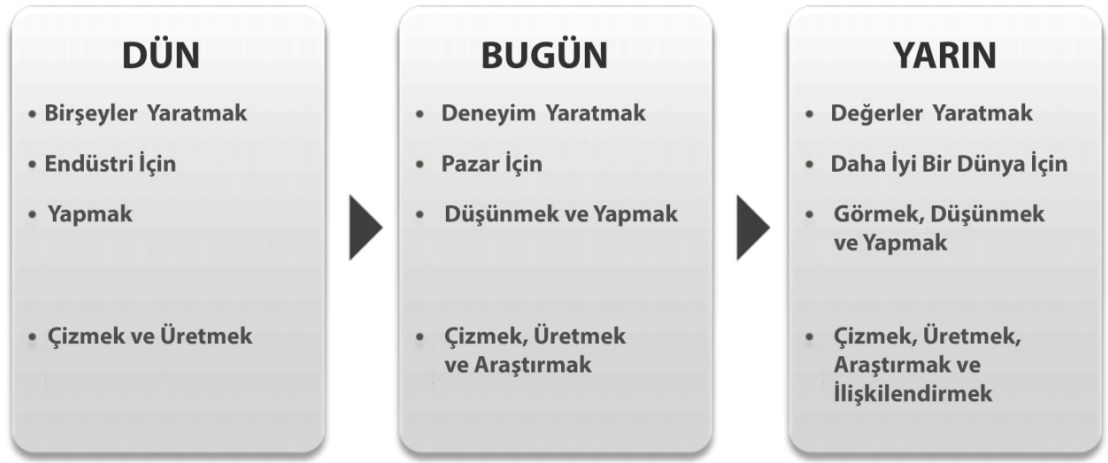 DÜN
• Birşeyler Yaratmak
• Endüstri İçin
• Yapmak
• Çizmek ve Üretmek
BUGÜN
• Deneyim Yaratmak
• Pazar İçin
• Düşünmek ve Yapmak
• Çizmek, Üretmek
ve Araştırmak
YARIN
• Değerler Yaratmak
• Daha İyi Bir Dünya İçin
• Görmek, Düşünmek
ve Yapmak
• Çizmek, Üretmek,
Araştırmak ve
İlişkilendirmek